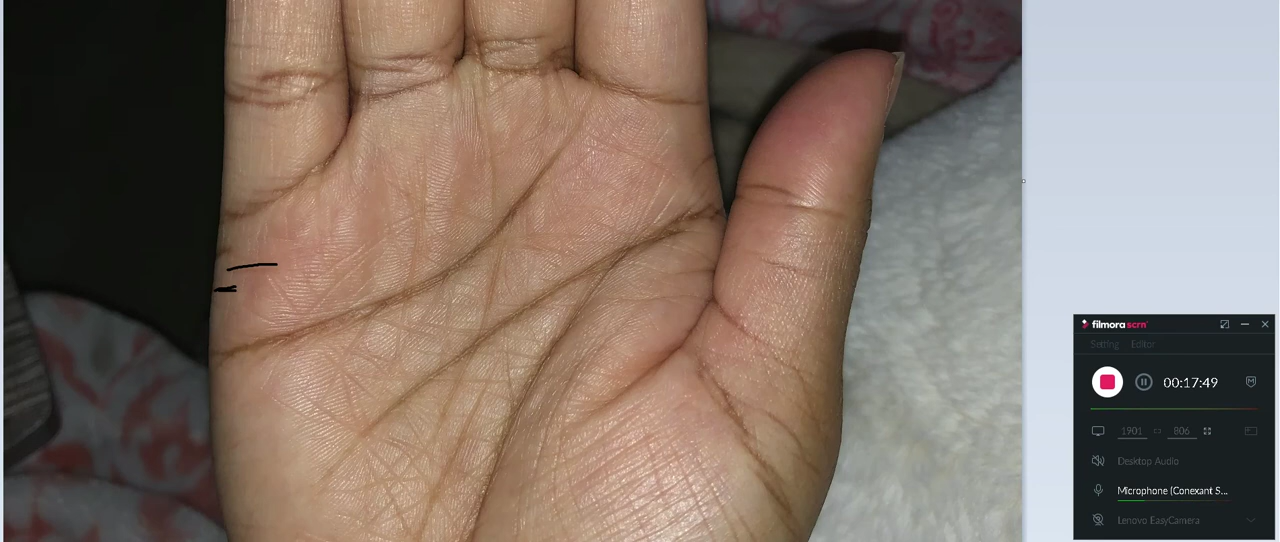 filmora scrn
Setting Editor
00:17:49
1901 806
Desktop Audio
Microphone (Conexant S...
Lenovo EasyCamera